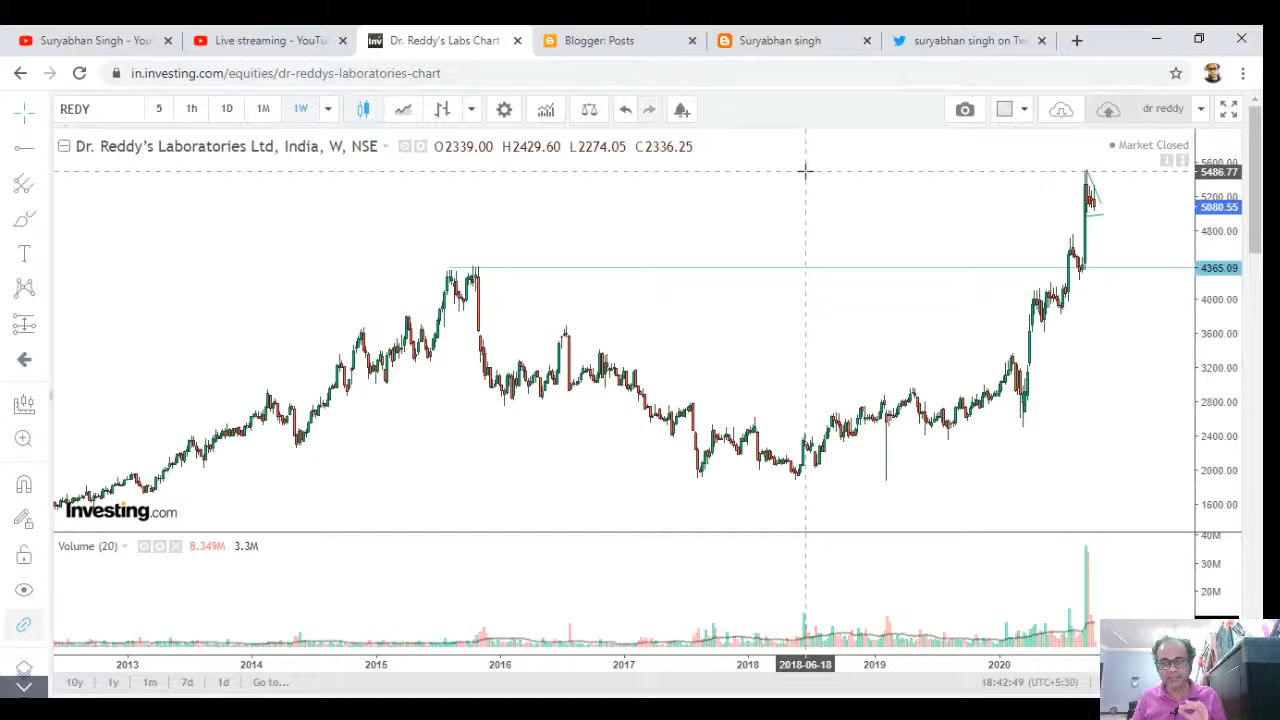 Suryabhan Singh - YouT
Live streaming - YouTu
Dr. Reddy's Labs Chart
Blogger: Posts
Suryabhan singh
suryabhan singh on Tw
in.investing.com/equities/dr-reddys-laboratories-chart
REDY
5
1h
1D
1M
1W
dr reddy
Dr. Reddy's Laboratories Ltd, India, W, NSE
O2339.00 H2429.60 L2274.05 C2336.25
Market Closed
5600.00
5486.77
5200.00
5080.55
4800.00
4365.09
4000.00
3600.00
3200.00
2800.00
2400.00
2000.00
1600.00
Investing.com
Volume (20)
8.349M
3.3M
40M
30M
20M
2013
2014
2015
2016
2017
2018
2018-06-18
2019
2020
10y
1y
1m
7d
1d
Go to...
18:42:49 (UTC+5:30)